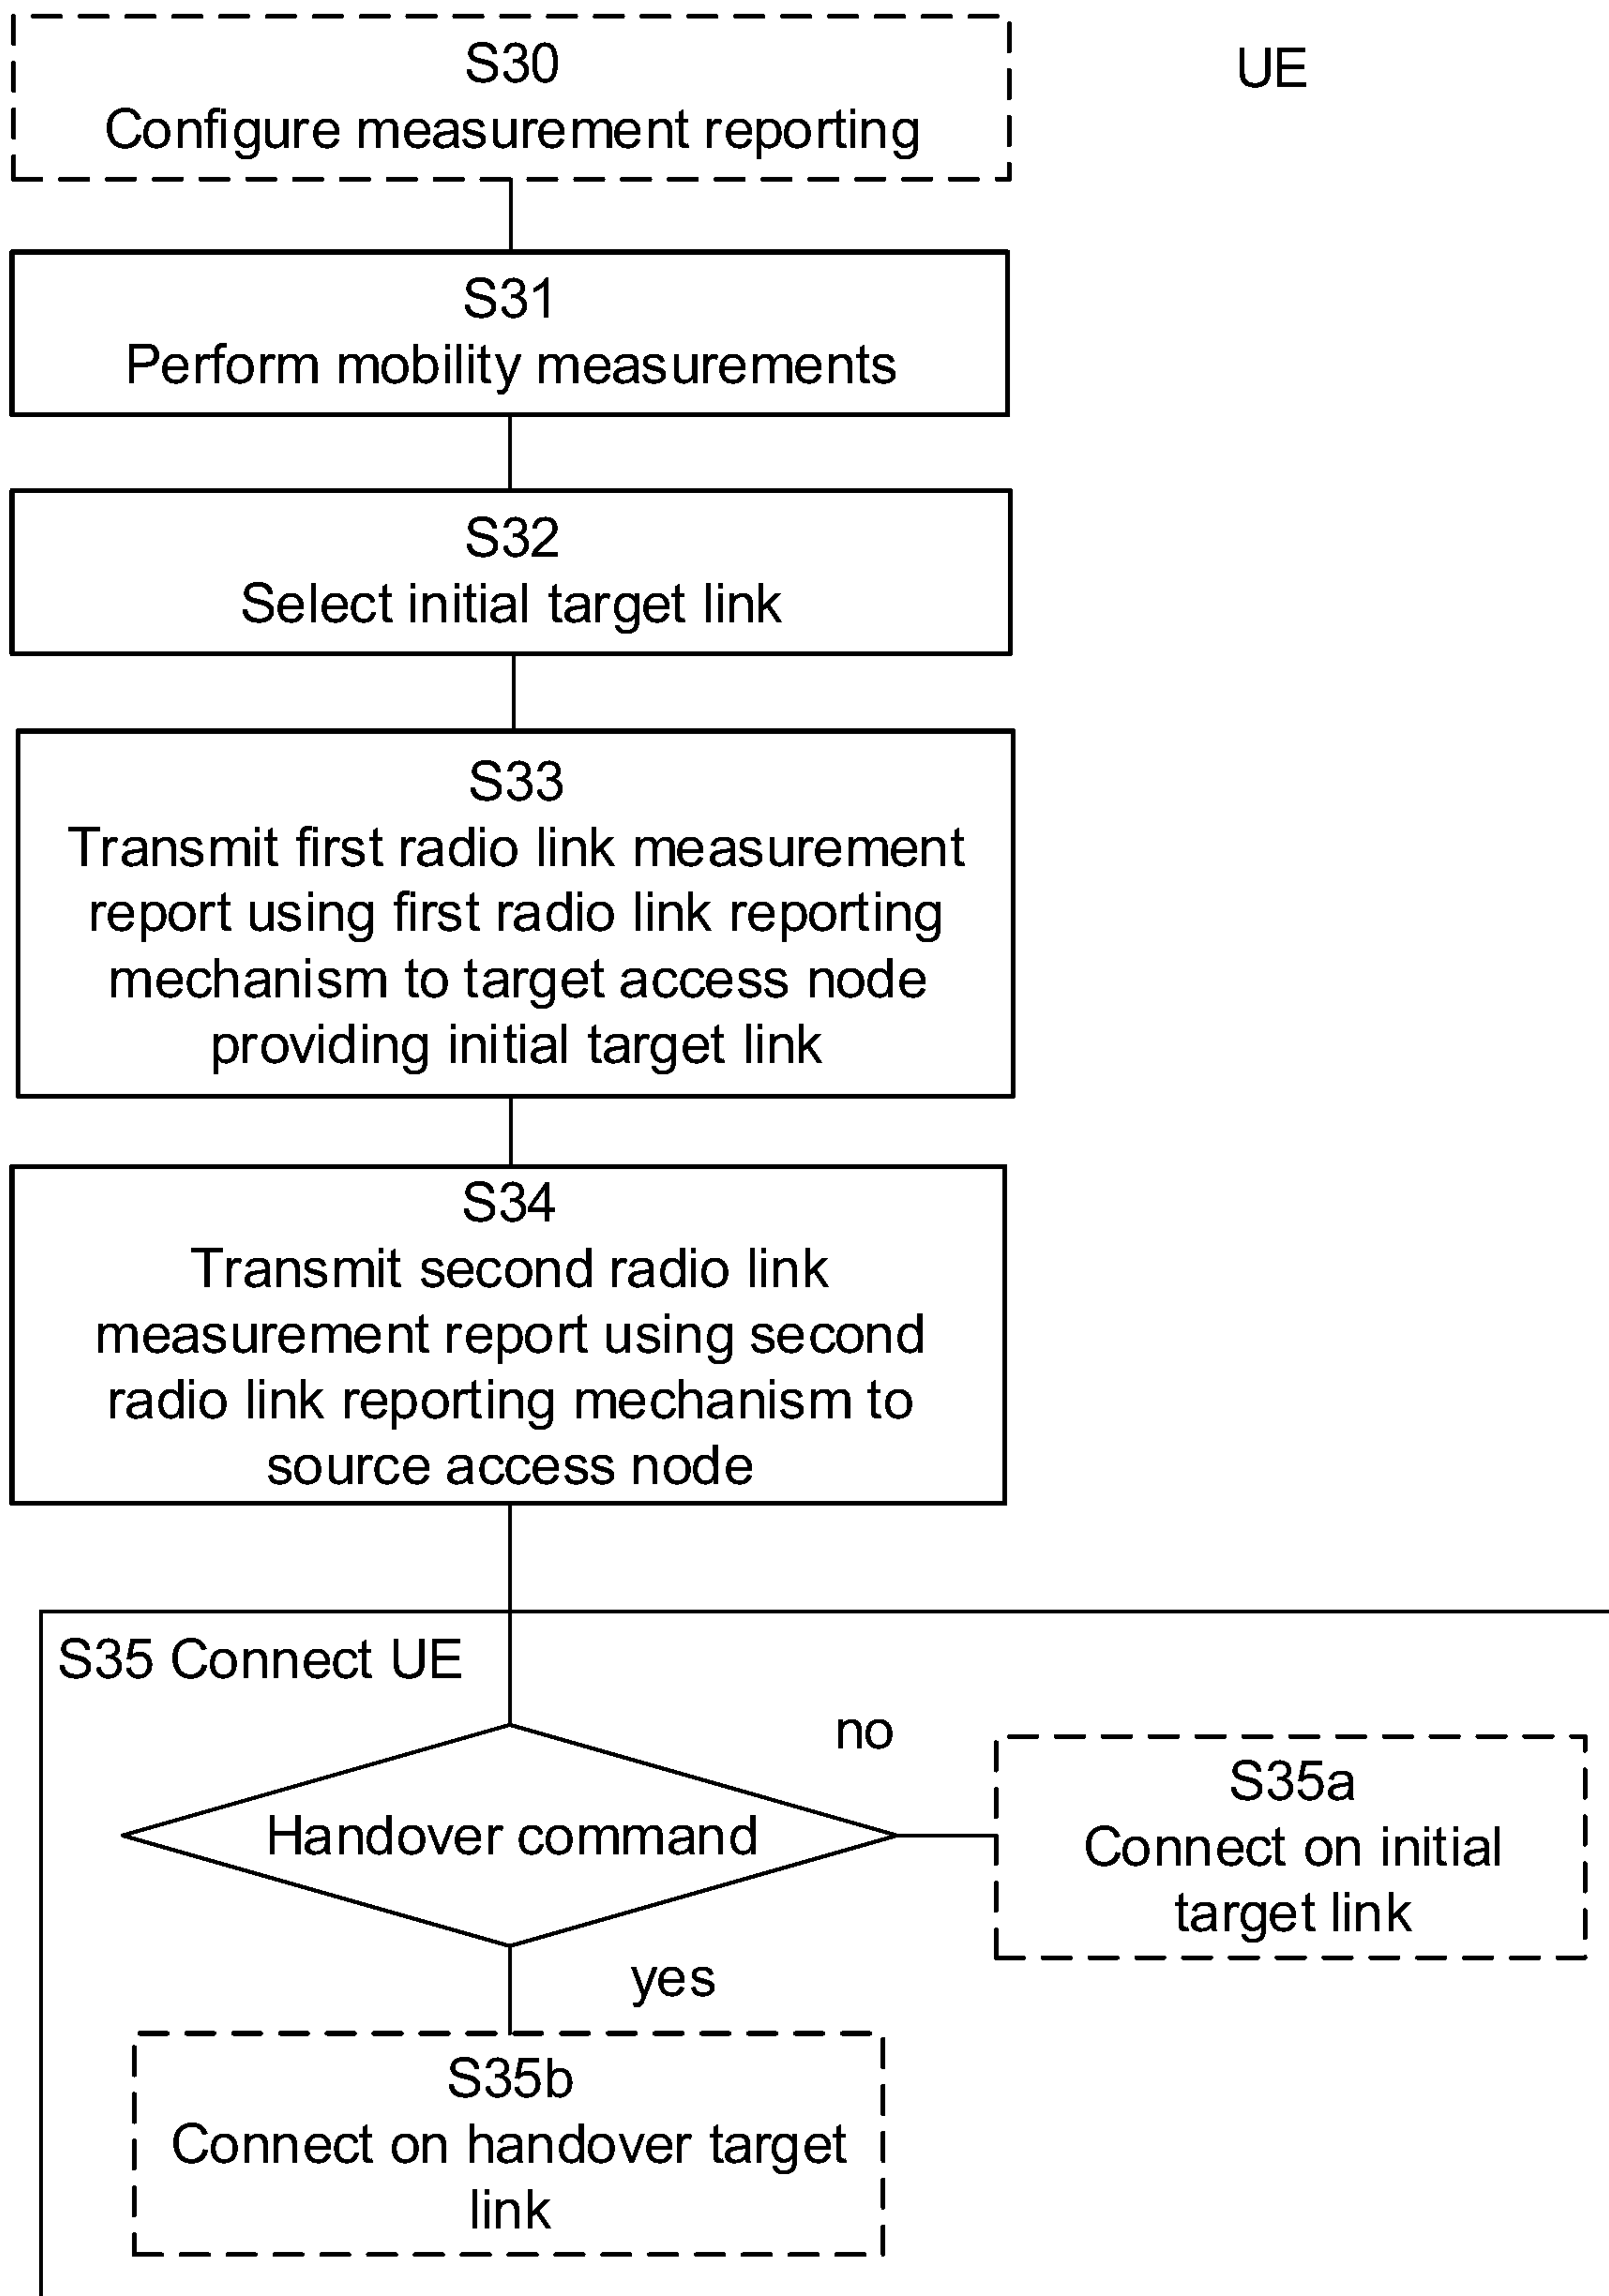 S30
Configure measurement reporting
UE
S31
Perform mobility measurements
S32
Select initial target link
S33
Transmit first radio link measurement
report using first radio link reporting
mechanism to target access node
providing initial target link
S34
Transmit second radio link
measurement report using second
radio link reporting mechanism to
source access node
S35 Connect UE
Handover command
no
S35a
Connect on initial
target link
yes
S35b
Connect on handover target
link